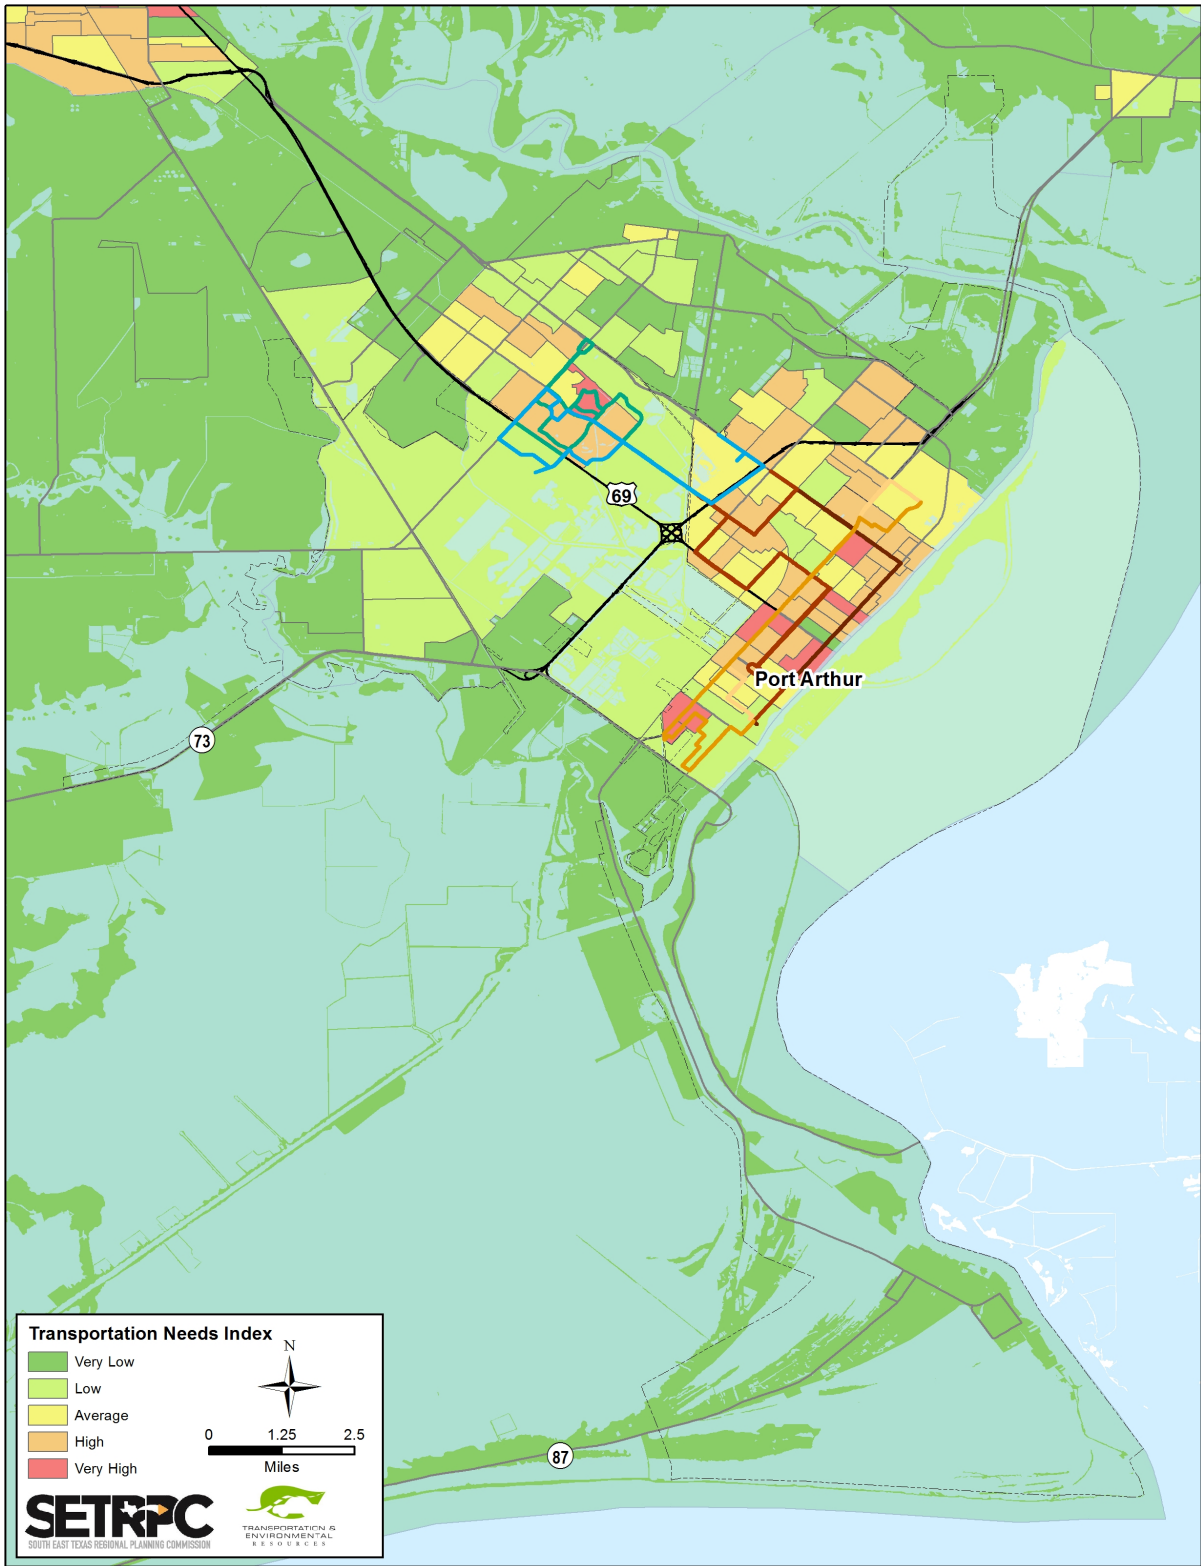 69
Port Arthur
73
87
Transportation Needs Index
N
Very Low
Low
Average
High
Very High
0 1.25 2.5
Miles
SETRPC
SOUTH EAST TEXAS REGIONAL PLANNING COMMISSION
TRANSPORTATION &
ENVIRONMENTAL
RESOURCES